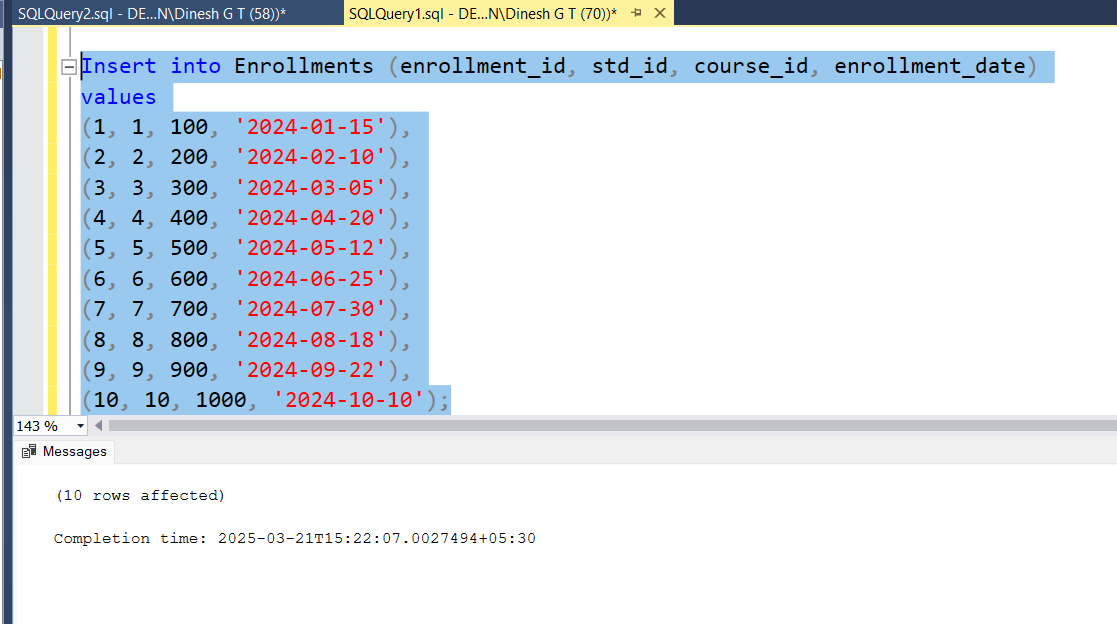 SQLQuery2.sql - DE...N\Dinesh G T (58))*
SQLQuery1.sql - DE...N\Dinesh G T (70))*
Insert into Enrollments (enrollment_id, std_id, course_id, enrollment_date)
values
(1, 1, 100, '2024-01-15'),
(2, 2, 200, '2024-02-10'),
(3, 3, 300, '2024-03-05'),
(4, 4, 400, '2024-04-20'),
(5, 5, 500, '2024-05-12'),
(6, 6, 600, '2024-06-25'),
(7, 7, 700, '2024-07-30'),
(8, 8, 800, '2024-08-18'),
(9, 9, 900, '2024-09-22'),
(10, 10, 1000, '2024-10-10');
143 %
Messages
(10 rows affected)
Completion time: 2025-03-21T15:22:07.0027494+05:30